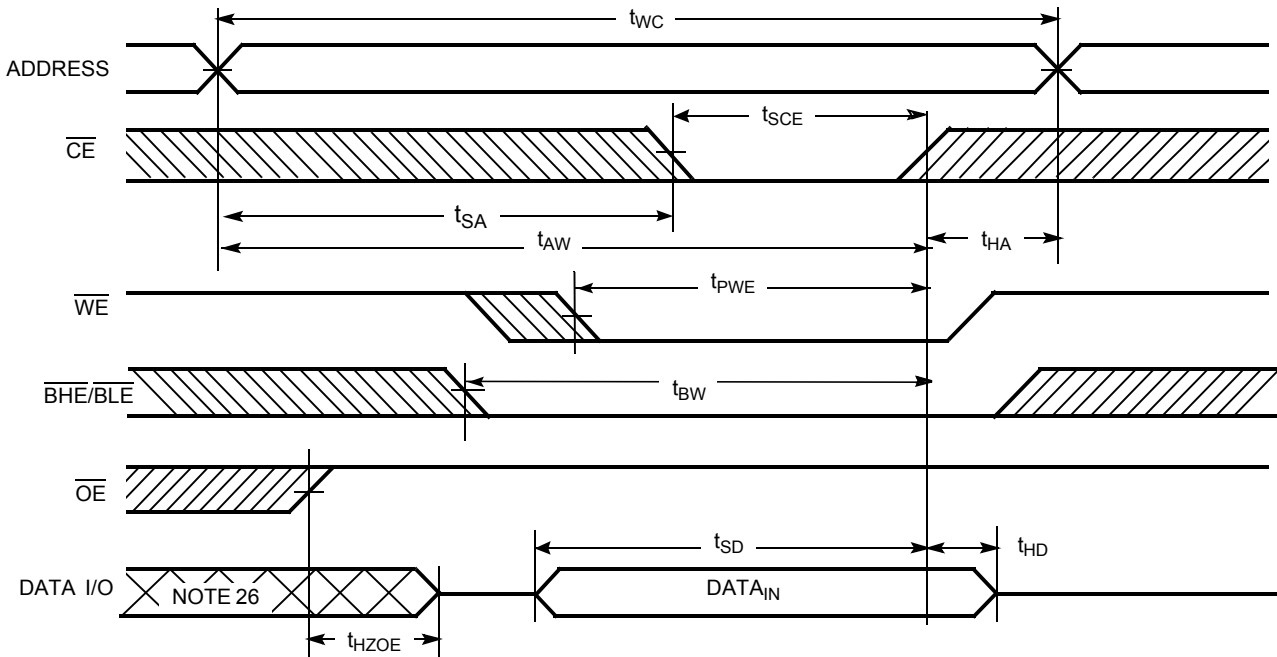 tWC
ADDRESS
tSCE
CE
tSA
tAW
tHA
tPWE
WE
tBW
BHE/BLE
OE
tSD
tHD
DATA I/O
NOTE 26
DATAIN
tHZOE